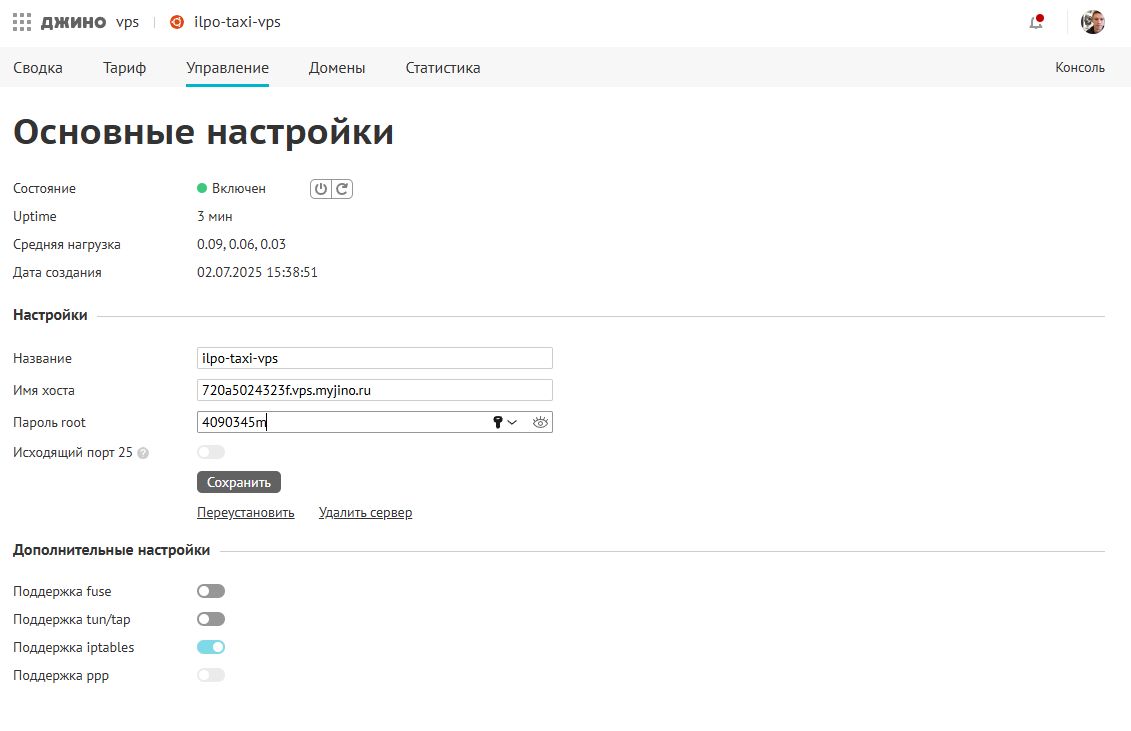 джино vps ilpo-taxi-vps
Сводка Тариф Управление Домены Статистика Консоль
Основные настройки
Состояние Включен
Uptime 3 мин
Средняя нагрузка 0.09, 0.06, 0.03
Дата создания 02.07.2025 15:38:51
Настройки
Название ilpo-taxi-vps
Имя хоста 720a5024323f.vps.myjino.ru
Пароль root 4090345m
Исходящий порт 25 ?
Сохранить
Переустановить Удалить сервер
Дополнительные настройки
Поддержка fuse
Поддержка tun/tap
Поддержка iptables
Поддержка ppp